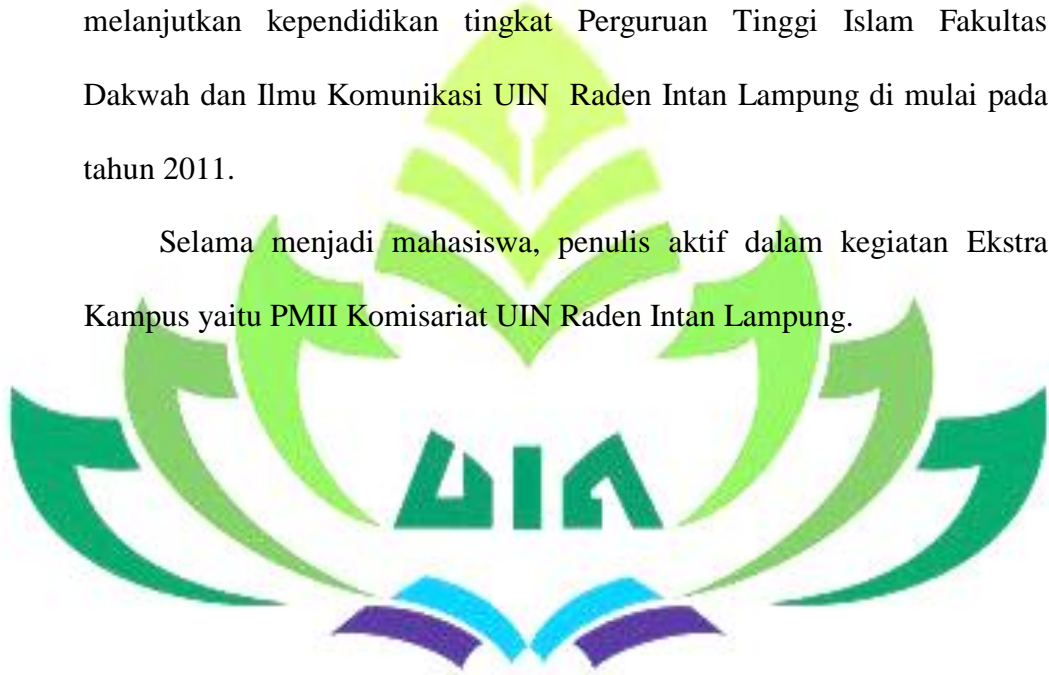 melanjutkan kependidikan tingkat Perguruan Tinggi Islam Fakultas
Dakwah dan Ilmu Komunikasi UIN Raden Intan Lampung di mulai pada
tahun 2011.
Selama menjadi mahasiswa, penulis aktif dalam kegiatan Ekstra
Kampus yaitu PMII Komisariat UIN Raden Intan Lampung.
UIN